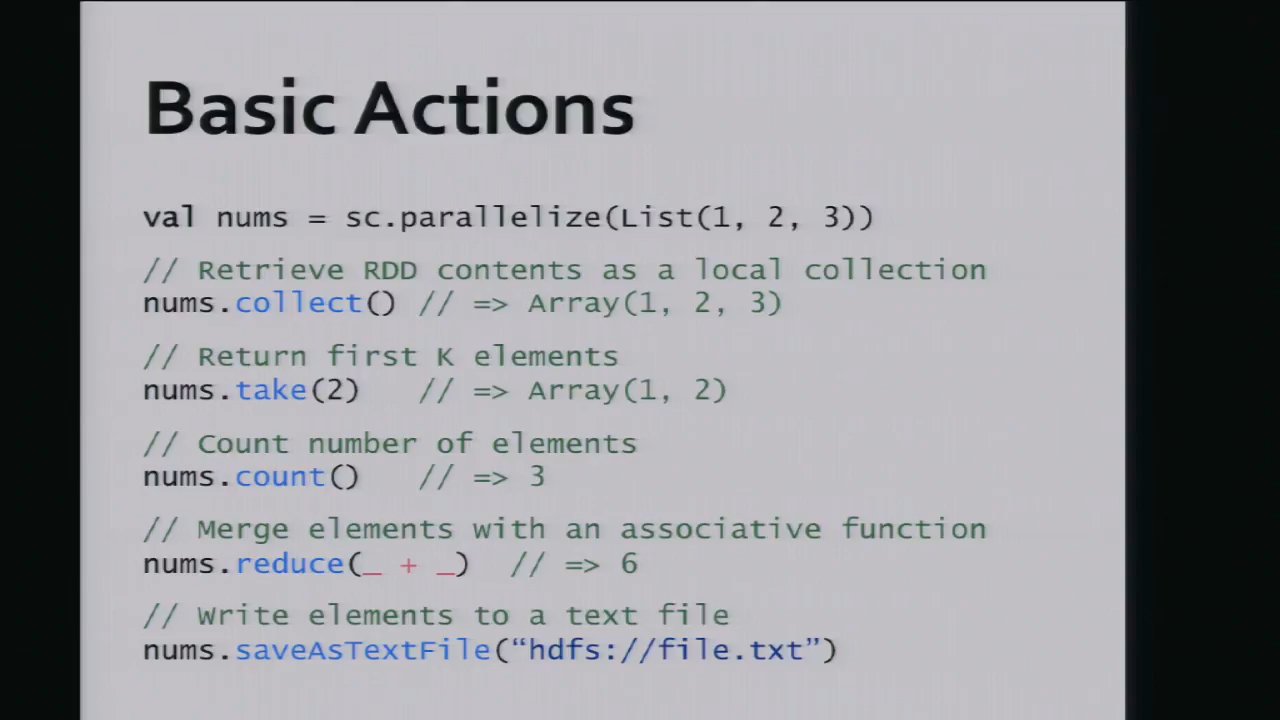 Basic Actions
val nums = sc.parallelize(List(1, 2, 3))
// Retrieve RDD contents as a local collection
nums.collect() // => Array(1, 2, 3)
// Return first K elements
nums.take(2)   // => Array(1, 2)
// Count number of elements
nums.count()   // => 3
// Merge elements with an associative function
nums.reduce(_ + _)  // => 6
// Write elements to a text file
nums.saveAsTextFile(“hdfs://file.txt”)